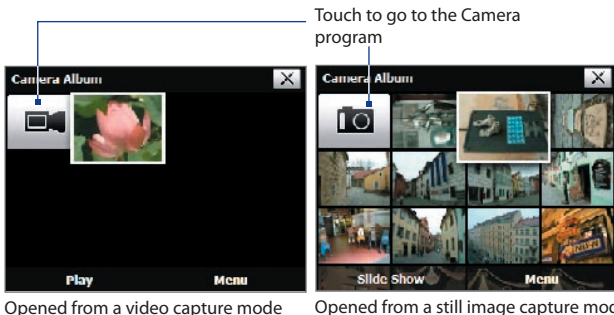 Touch to go to the Camera
program
Camera Album
Camera Album
Play
Menu
Slide Show
Menu
Opened from a video capture mode
Opened from a still image capture mod